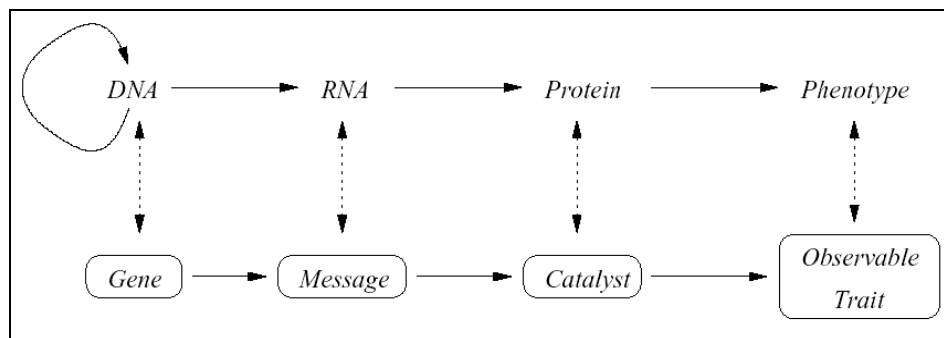 DNA RNA Protein Phenotype
Gene Message Catalyst Observable
Trait